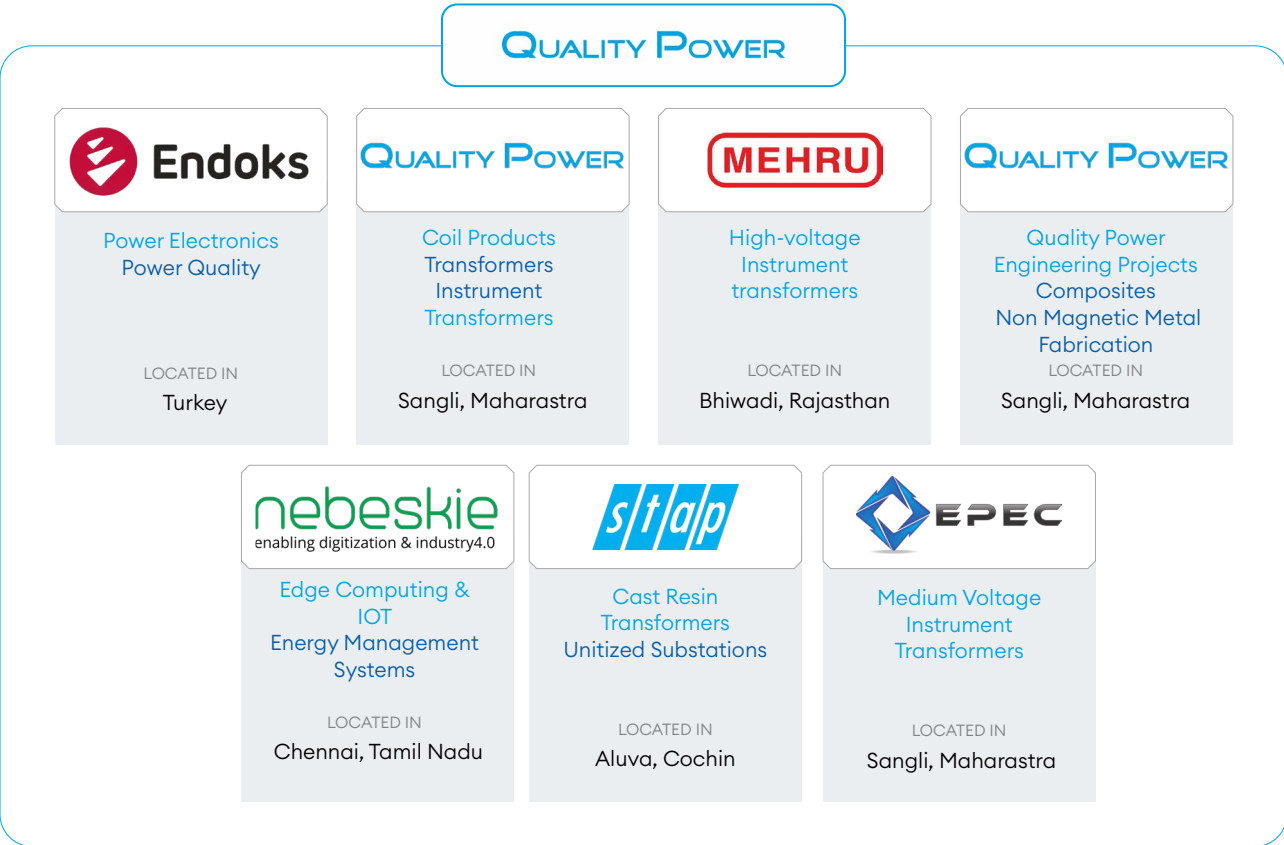 QUALITY POWER
Endoks
Power Electronics
Power Quality
LOCATED IN
Turkey
QUALITY POWER
Coil Products
Transformers
Instrument
Transformers
LOCATED IN
Sangli, Maharastra
MEHRU
High-voltage
Instrument
transformers
LOCATED IN
Bhiwadi, Rajasthan
QUALITY POWER
Quality Power
Engineering Projects
Composites
Non Magnetic Metal
Fabrication
LOCATED IN
Sangli, Maharastra
nebeskie
enabling digitization & industry4.0
Edge Computing &
IOT
Energy Management
Systems
LOCATED IN
Chennai, Tamil Nadu
stap
Cast Resin
Transformers
Unitized Substations
LOCATED IN
Aluva, Cochin
EPEC
Medium Voltage
Instrument
Transformers
LOCATED IN
Sangli, Maharastra